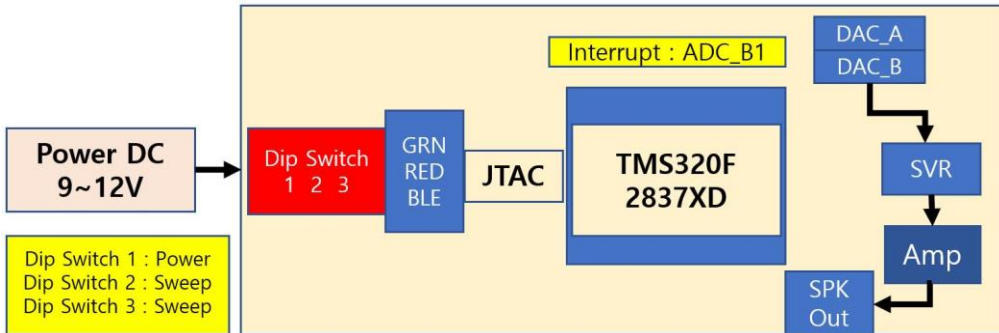 Power DC
9~12V
Dip Switch 1 : Power
Dip Switch 2 : Sweep
Dip Switch 3 : Sweep
Dip Switch
1 2 3
GRN
RED
BLE
JTAC
Interrupt : ADC_B1
TMS320F
2837XD
DAC_A
DAC_B
SVR
Amp
SPK
Out